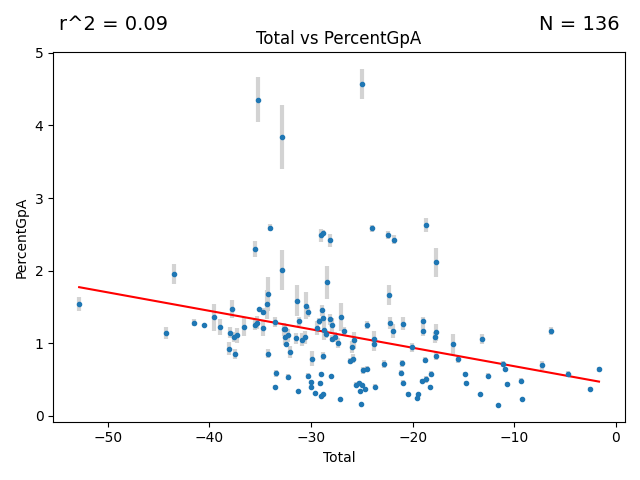 r^2 = 0.09 N = 136
Total vs PercentGpA
5
4
3
2
1
0
PercentGpA
−50 −40 −30 −20 −10 0
Total